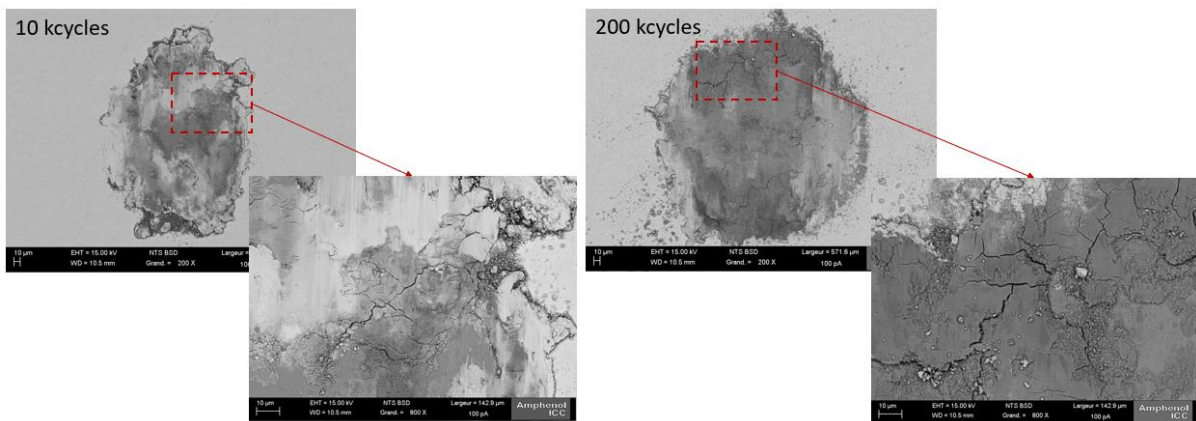 10 kcycles
10 µm EHT = 15.00 kV NTS BSD Largeur =
WD = 10.5 mm Grand. = 200 X
10 µm EHT = 15.00 kV NTS BSD Largeur = 142.9 µm Amphenol
WD = 10.5 mm Grand. = 800 X 100 pA ICC
200 kcycles
10 µm EHT = 15.00 kV NTS BSD Largeur = 571.6 µm
WD = 10.5 mm Grand. = 200 X 100 pA
10 µm EHT = 15.00 kV NTS BSD Largeur = 142.9 µm Amphenol
WD = 10.5 mm Grand. = 800 X 100 pA ICC